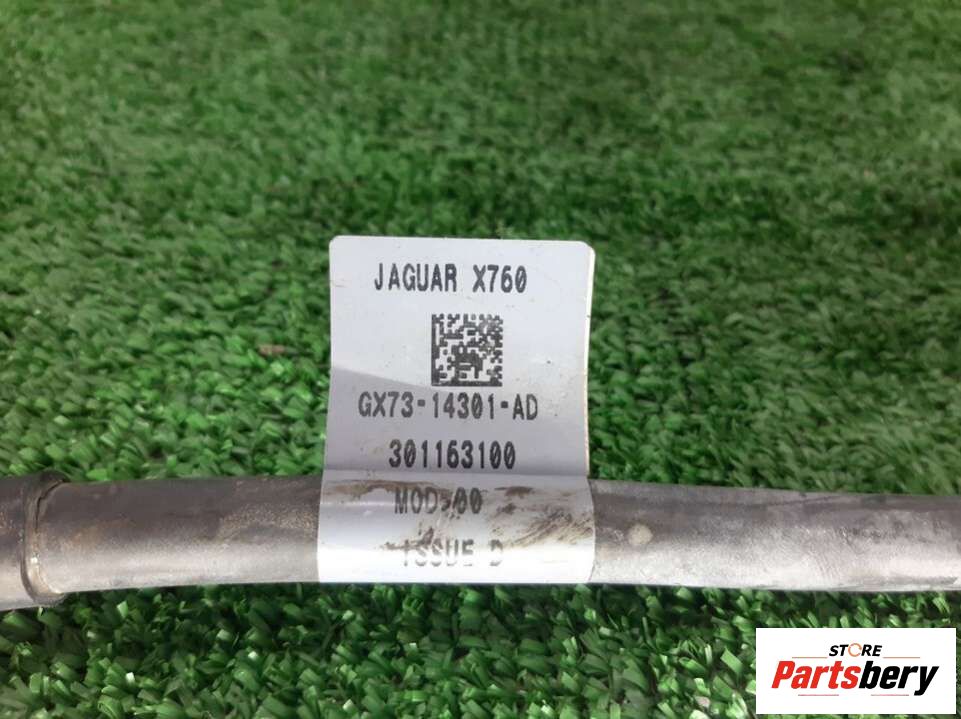 JAGUAR X760
GX73-14301-AD
301163100
MOD-00
ISSUE D
STORE
Partsbery